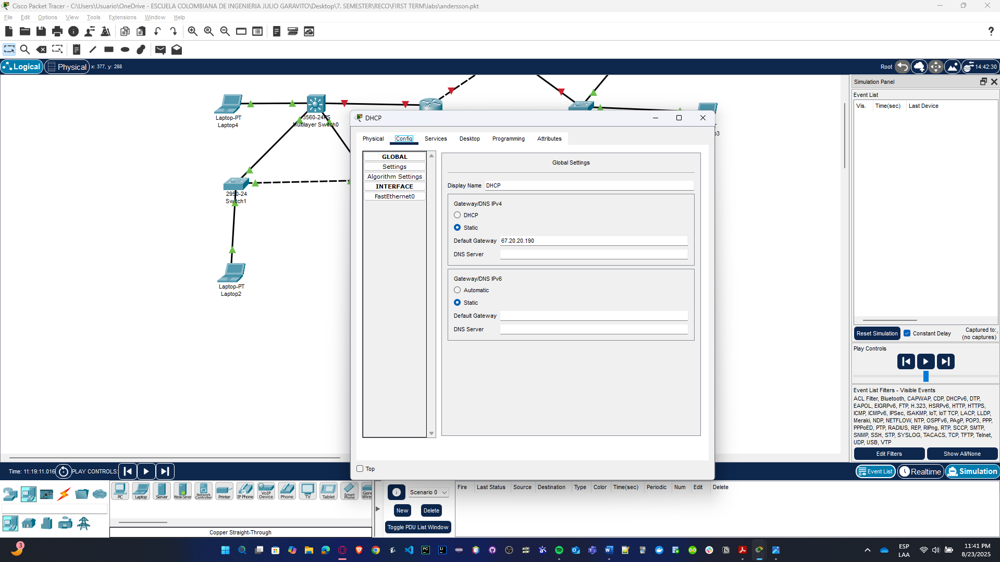 Cisco Packet Tracer - C:\Users\Usuario\OneDrive - ESCUELA COLOMBIANA DE INGENIERIA JULIO GARAVITO\Desktop\7. SEMESTER\RECO\FIRST TERM\labs\andersson.pkt
File Edit Options View Tools Extensions Window Help
Logical Physical x: 377, y: 288
Root 14:42:30
Laptop-PT
Laptop4
3560-24PS
Multilayer Switch0
2950-24
Switch1
Laptop-PT
Laptop2
DHCP
Physical Config Services Desktop Programming Attributes
GLOBAL
Settings
Algorithm Settings
INTERFACE
FastEthernet0
Global Settings
Display Name DHCP
Gateway/DNS IPv4
DHCP
Static
Default Gateway 67.20.20.190
DNS Server
Gateway/DNS IPv6
Automatic
Static
Default Gateway
DNS Server
Top
Simulation Panel
Event List
Vis. Time(sec) Last Device
Reset Simulation Constant Delay Captured to:
(no captures)
Play Controls
Event List Filters - Visible Events
ACL Filter, Bluetooth, CAPWAP, CDP, DHCPv6, DTP,
EAPOL, EIGRPv6, FTP, H.323, HSRPv6, HTTP, HTTPS,
ICMP, ICMPv6, IPSec, ISAKMP, IoT, IoT TCP, LACP, LLDP,
Meraki, NDP, NETFLOW, NTP, OSPFv6, PAgP, POP3, PPP,
PPPoED, PTP, RADIUS, REP, RIPng, RTP, SCCP, SMTP,
SNMP, SSH, STP, SYSLOG, TACACS, TCP, TFTP, Telnet,
UDP, USB, VTP
Edit Filters Show All/None
Time: 11:19:11.016 PLAY CONTROLS:
Event List Realtime Simulation
PC Laptop Server Meraki Server Network Controller Printer IP Phone VoIP Device Phone TV Tablet Smart Phone
Copper Straight-Through
Scenario 0
New Delete
Toggle PDU List Window
Fire Last Status Source Destination Type Color Time(sec) Periodic Num Edit Delete
3
ESP
LAA
11:41 PM
8/23/2025